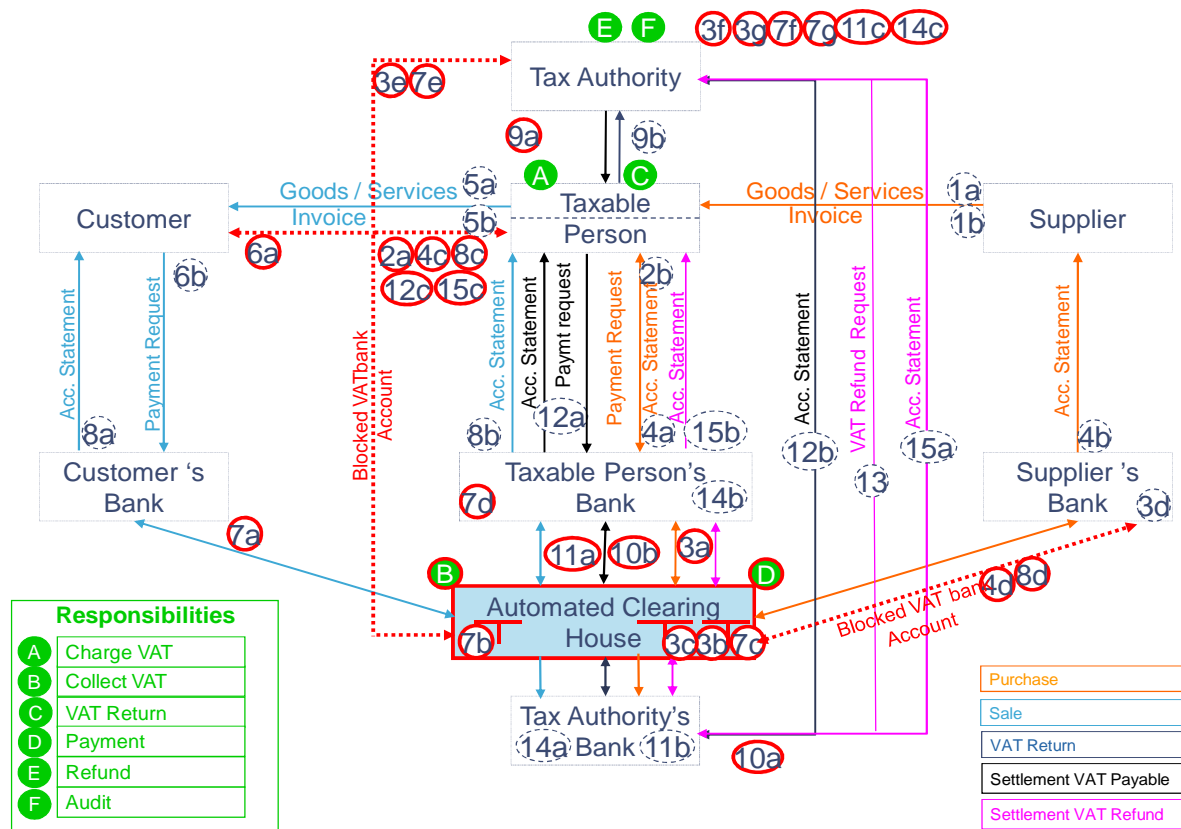 E F 3f 3g 7f 7g 11c 14c
Tax Authority
3e 7e
9a 9b
A C
5a
Goods / Services
Invoice
5b
Customer
Taxable
Person
Goods / Services
Invoice
1a
1b
Supplier
6a
6b
2a 4c 8c
12c 15c
2b
Acc. Statement
Payment Request
Blocked VATbank
Account
Acc. Statement
Acc. Statement
Paymt request
Payment Request
Acc. Statement
Acc. Statement
Acc. Statement
VAT Refund Request
Acc. Statement
Acc. Statement
8a
8b
12a
4a
15b
12b
13
15a
4b
Customer 's
Bank
Taxable Person's
Bank
7d
14b
Supplier 's
Bank
3d
7a
11a 10b 3a
4d 8d
Blocked VAT bank
Account
B D
Automated Clearing
House
7b 3c 3b 7c
Tax Authority's
Bank
14a 11b
10a
Responsibilities
A Charge VAT
B Collect VAT
C VAT Return
D Payment
E Refund
F Audit
Purchase
Sale
VAT Return
Settlement VAT Payable
Settlement VAT Refund